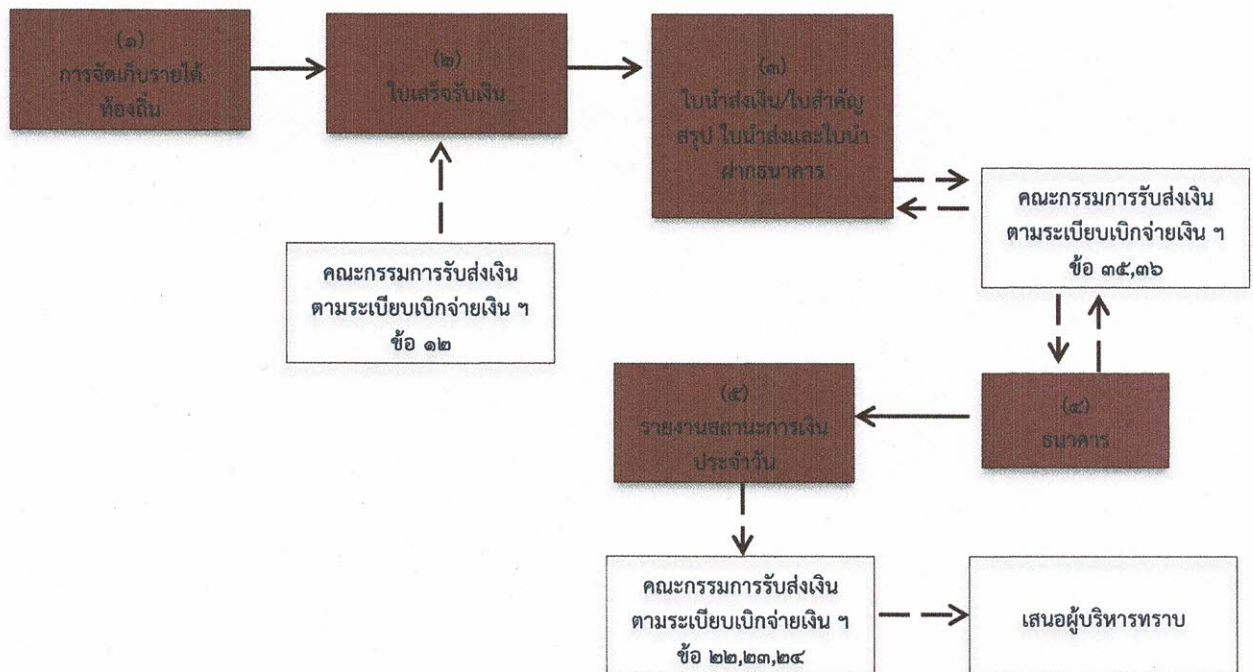 (๑)
การจัดเก็บรายได้
ท้องถิ่น
(๒)
ใบเสร็จรับเงิน
(๓)
ใบนำส่งเงิน/ใบสำคัญ
สรุป ใบนำส่งและใบนำ
ฝากธนาคาร
คณะกรรมการรับส่งเงิน
ตามระเบียบเบิกจ่ายเงิน ฯ
ข้อ ๑๒
คณะกรรมการรับส่งเงิน
ตามระเบียบเบิกจ่ายเงิน ฯ
ข้อ ๓๕,๓๖
(๔)
ธนาคาร
(๕)
รายงานสถานะการเงิน
ประจำวัน
คณะกรรมการรับส่งเงิน
ตามระเบียบเบิกจ่ายเงิน ฯ
ข้อ ๒๒,๒๓,๒๔
เสนอผู้บริหารทราบ